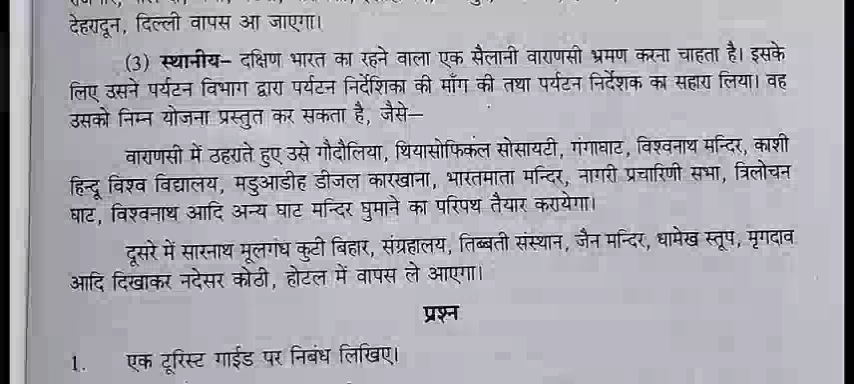 देहरादून, दिल्ली वापस आ जाएगा।
(3) स्थानीय– दक्षिण भारत का रहने वाला एक सैलानी वाराणसी भ्रमण करना चाहता है। इसके
लिए उसने पर्यटन विभाग द्वारा पर्यटन निर्देशिका की माँग की तथा पर्यटन निर्देशक का सहारा लिया। वह
उसको निम्न योजना प्रस्तुत कर सकता है, जैसे–
वाराणसी में ठहराते हुए उसे गौदौलिया, थियासोफिकल सोसायटी, गंगाघाट, विश्वनाथ मन्दिर, काशी
हिन्दू विश्व विद्यालय, मडुआडीह डीजल कारखाना, भारतमाता मन्दिर, नागरी प्रचारिणी सभा, त्रिलोचन
घाट, विश्वनाथ आदि अन्य घाट मन्दिर घुमाने का परिपथ तैयार करायेगा।
दूसरे में सारनाथ मूलगंध कुटी बिहार, संग्रहालय, तिब्बती संस्थान, जैन मन्दिर, धामेख स्तूप, मृगदाव
आदि दिखाकर नदेसर कोठी, होटल में वापस ले आएगा।
प्रश्न
1. एक टूरिस्ट गाईड पर निबंध लिखिए।